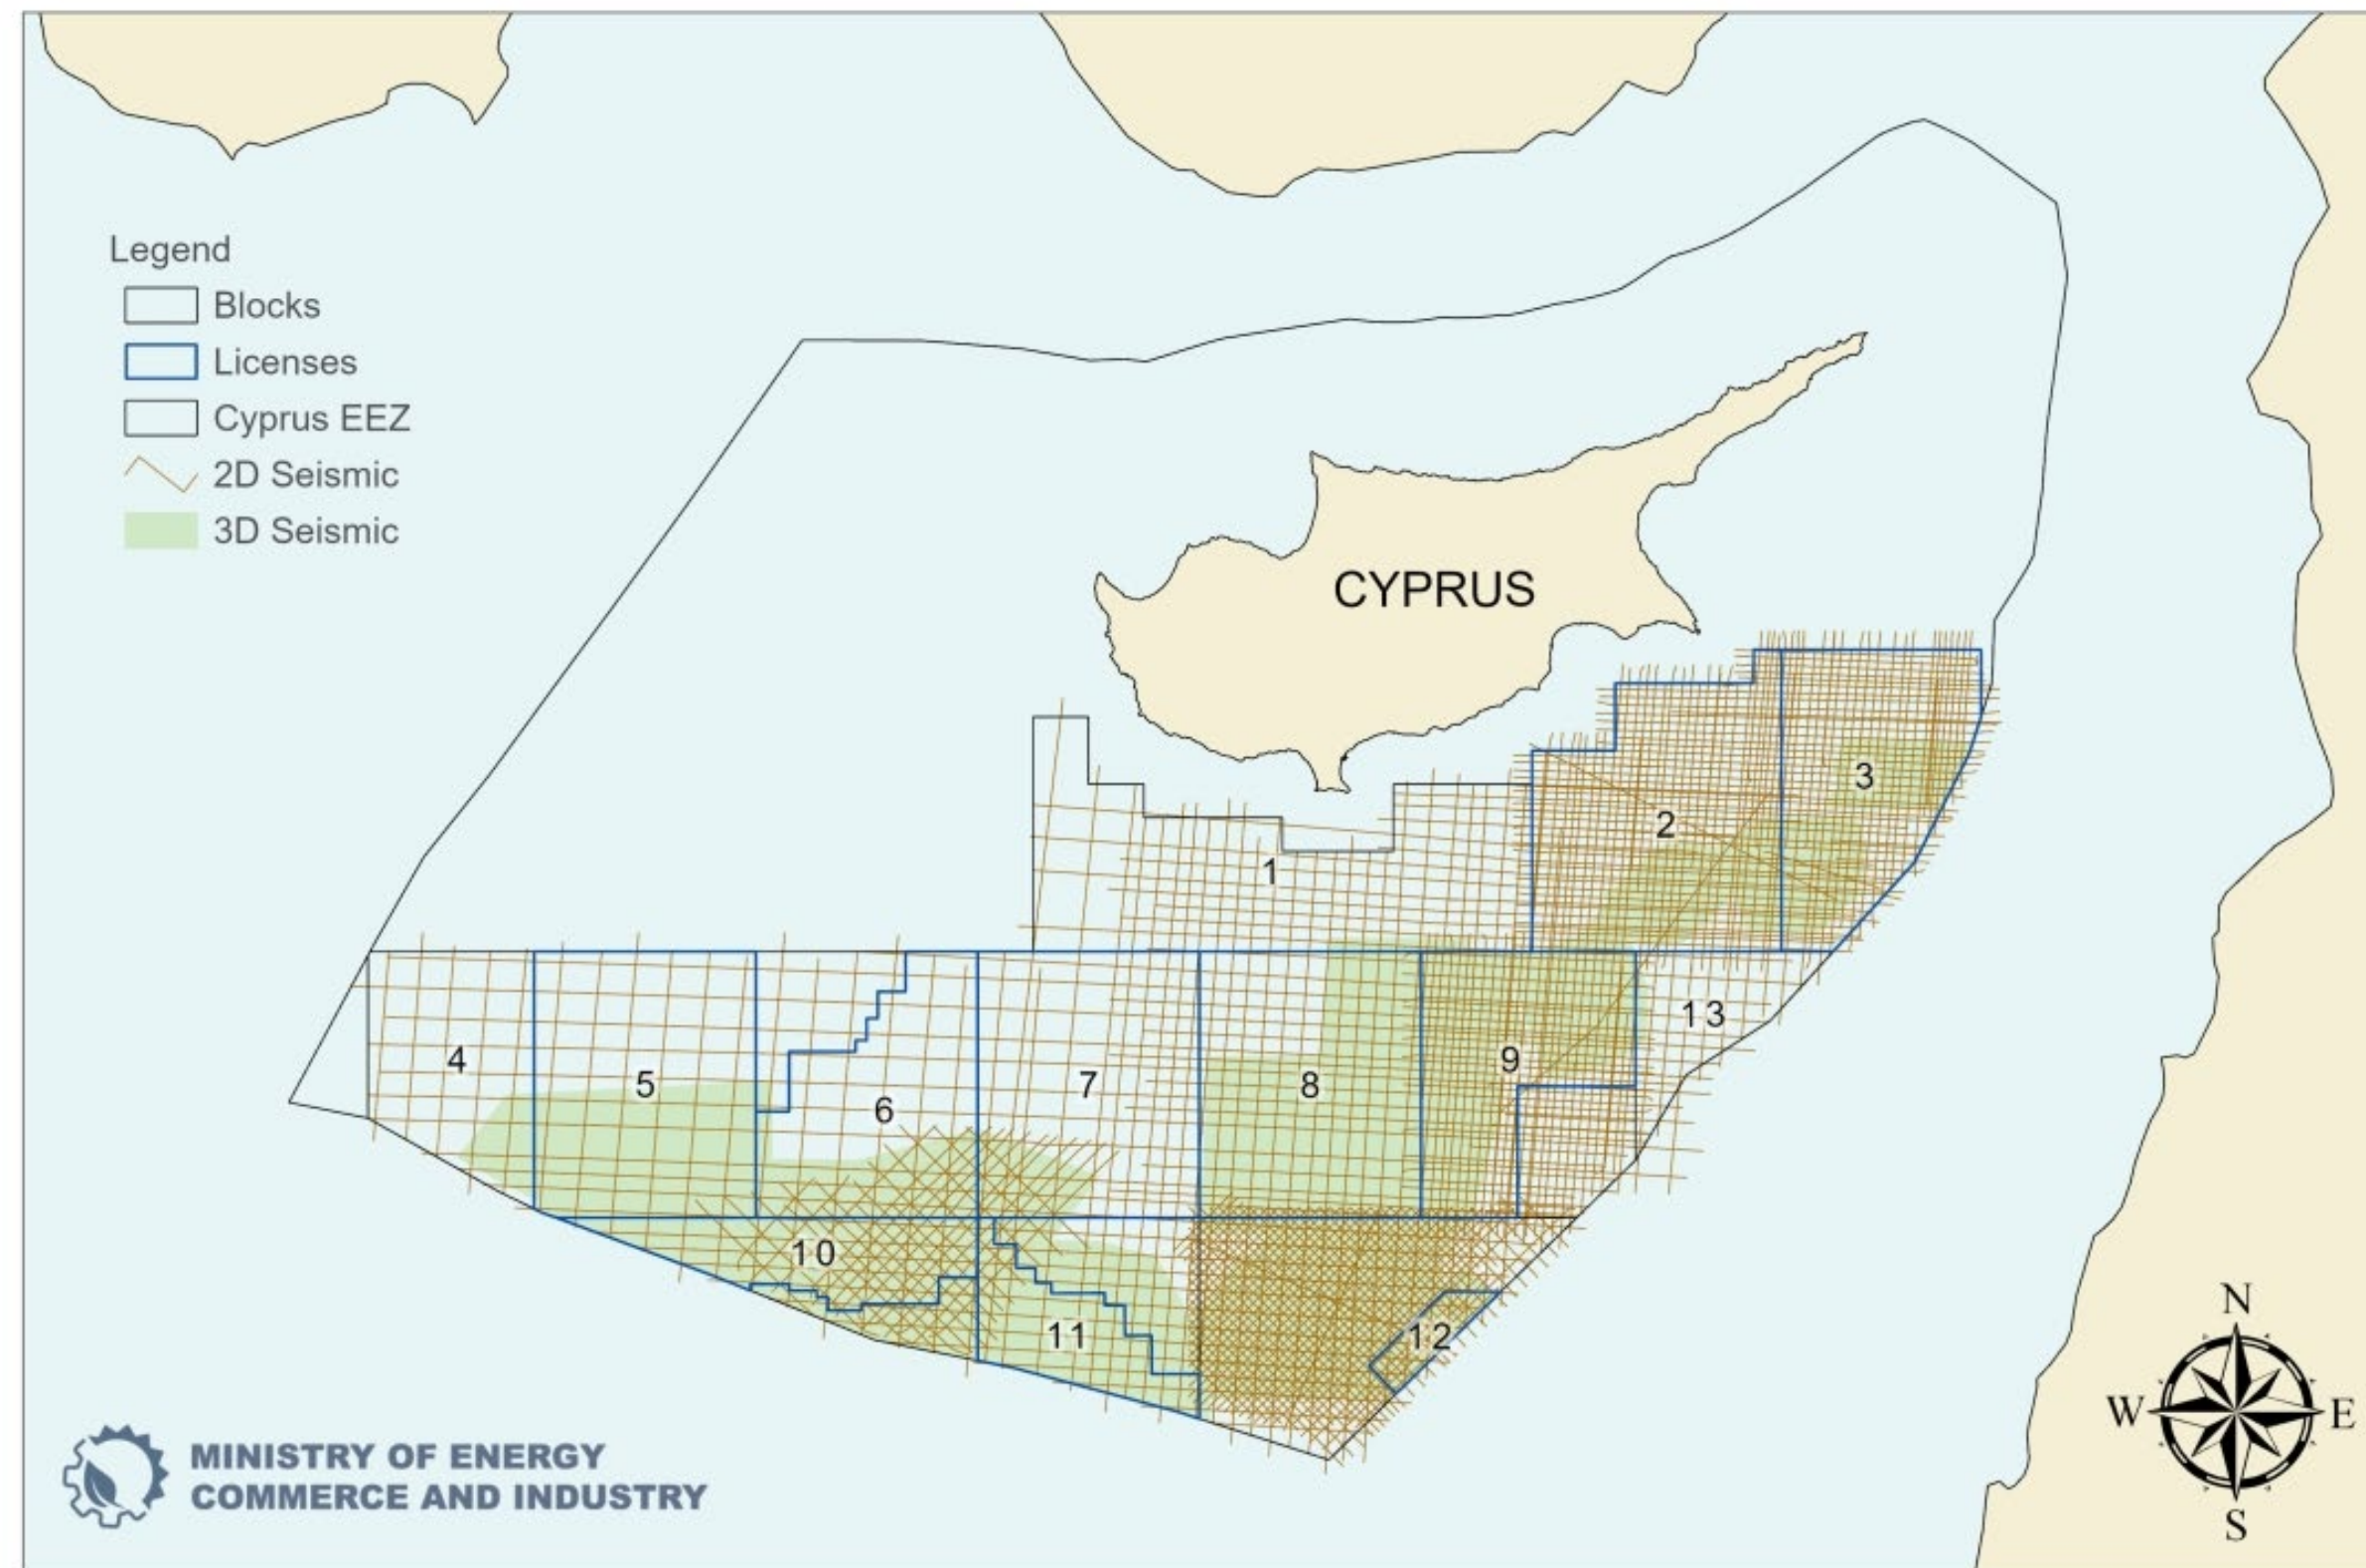 Legend
Blocks
Licenses
Cyprus EEZ
2D Seismic
3D Seismic
CYPRUS
1
2
3
4
5
6
7
8
9
10
11
12
13
N
W E
S
MINISTRY OF ENERGY
COMMERCE AND INDUSTRY